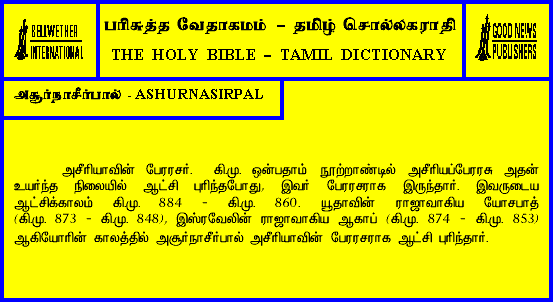 BELLWETHER
INTERNATIONAL
பரிசுத்த வேதாகமம் – தமிழ் சொல்லகராதி
THE HOLY BIBLE – TAMIL DICTIONARY
GOOD NEWS
PUBLISHERS
அசூர்நாசீர்பால் - ASHURNASIRPAL
அசீரியாவின் பேரரசர். கி.மு. ஒன்பதாம் நூற்றாண்டில் அசீரியப்பேரரசு அதன்
உயர்ந்த நிலையில் ஆட்சி புரிந்தபோது, இவர் பேரரசராக இருந்தார். இவருடைய
ஆட்சிக்காலம் கி.மு. 884 - கி.மு. 860. யூதாவின் ராஜாவாகிய யோசபாத்
(கி.மு. 873 - கி.மு. 848), இஸ்ரவேலின் ராஜாவாகிய ஆகாப் (கி.மு. 874 - கி.மு. 853)
ஆகியோரின் காலத்தில் அசூர்நாசீர்பால் அசீரியாவின் பேரரசராக ஆட்சி புரிந்தார்.